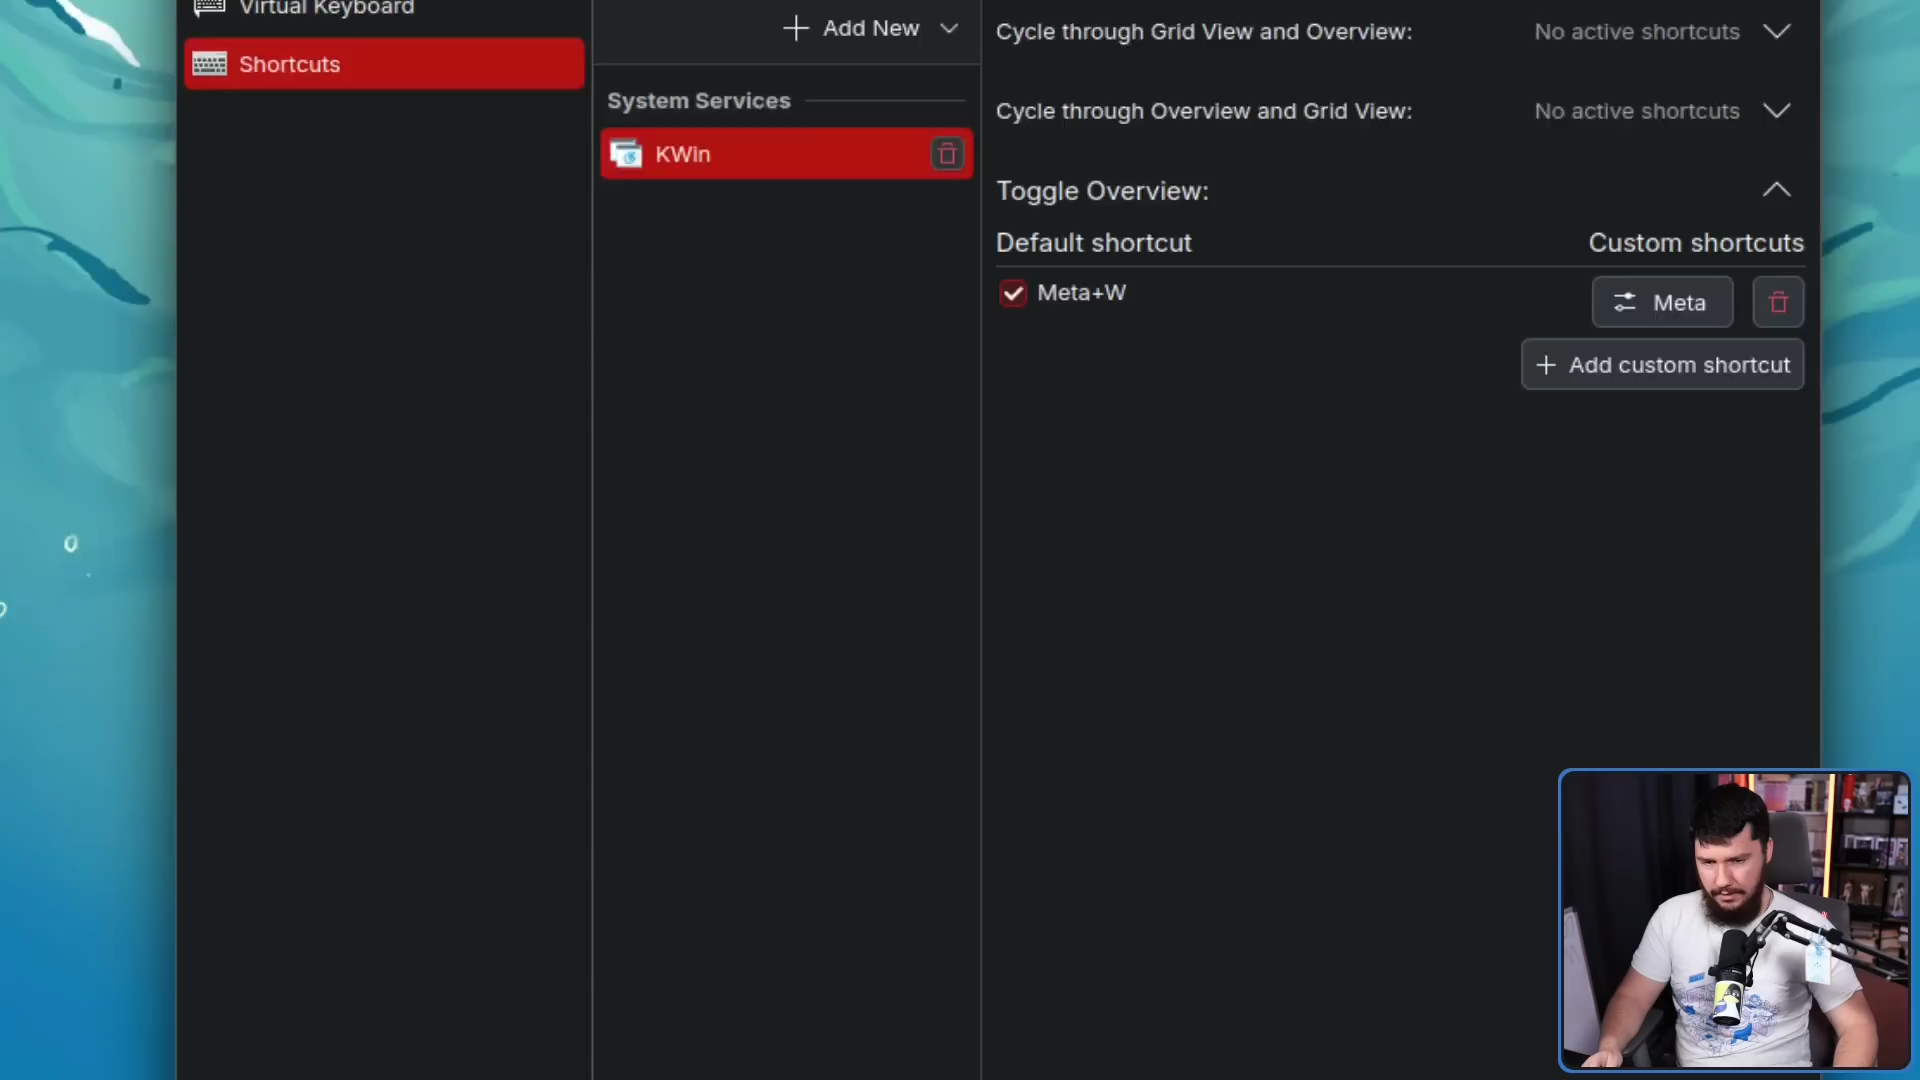 Virtual Keyboard
Shortcuts
Add New
System Services
KWin
Cycle through Grid View and Overview: No active shortcuts
Cycle through Overview and Grid View: No active shortcuts
Toggle Overview:
Default shortcut Custom shortcuts
Meta+W Meta
Add custom shortcut